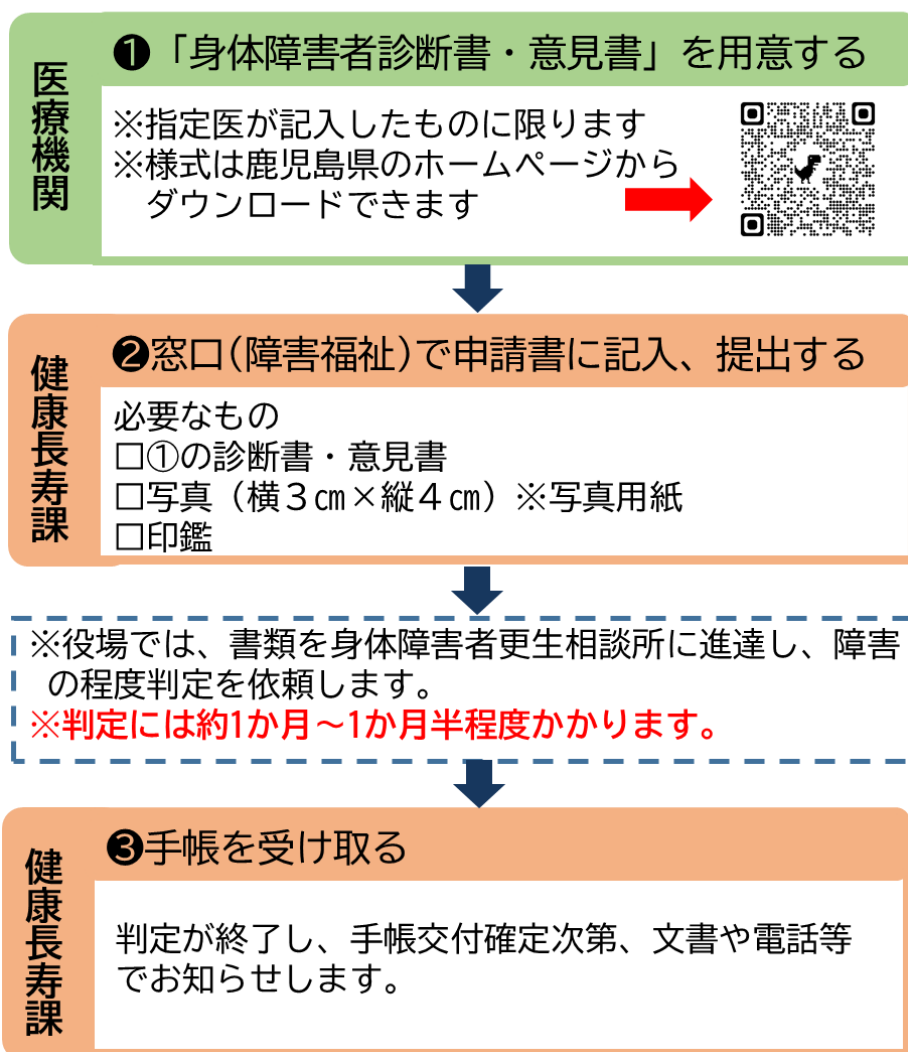 医療機関
❶「身体障害者診断書・意見書」を用意する
※指定医が記入したものに限ります
※様式は鹿児島県のホームページから
ダウンロードできます
健康長寿課
❷窓口(障害福祉)で申請書に記入、提出する
必要なもの
□①の診断書・意見書
□写真（横３㎝×縦４㎝）※写真用紙
□印鑑
※役場では、書類を身体障害者更生相談所に進達し、障害
の程度判定を依頼します。
※判定には約1か月～1か月半程度かかります。
健康長寿課
❸手帳を受け取る
判定が終了し、手帳交付確定次第、文書や電話等
でお知らせします。